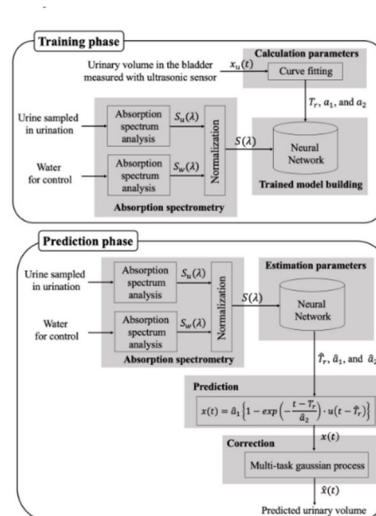 Training phase
Calculation parameters
Urinary volume in the bladder
measured with ultrasonic sensor
x_u(t)
Curve fitting
T_r, a_1, and a_2
Urine sampled
in urination
Absorption
spectrum
analysis
S_u(λ)
Water
for control
Absorption
spectrum
analysis
S_w(λ)
Normalization
S(λ)
Neural
Network
Absorption spectrometry
Trained model building
Prediction phase
Urine sampled
in urination
Absorption
spectrum
analysis
S_u(λ)
Water
for control
Absorption
spectrum
analysis
S_w(λ)
Normalization
S(λ)
Estimation parameters
Neural
Network
Absorption spectrometry
T̂_r, â_1, and â_2
Prediction
x(t) = â_1 {1 − exp (− (t − T̂_r)/â_2) · u(t − T̂_r)}
x(t)
Correction
Multi-task gaussian process
x̂(t)
Predicted urinary volume